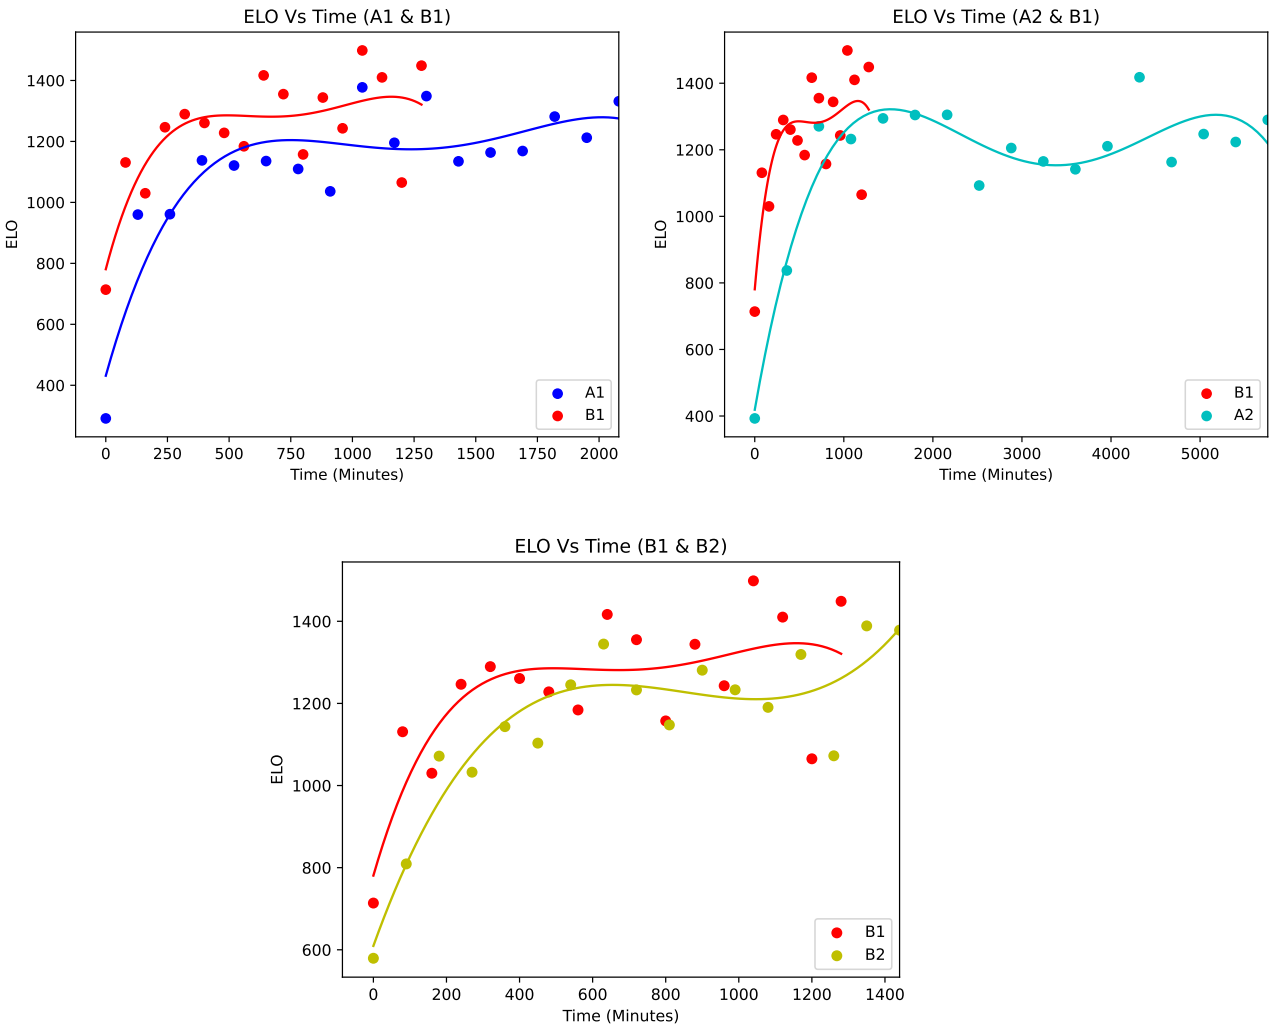 ELO Vs Time (A1 & B1)
1400
1200
1000
800
600
400
ELO
0 250 500 750 1000 1250 1500 1750 2000
Time (Minutes)
A1
B1
ELO Vs Time (A2 & B1)
1400
1200
1000
800
600
400
ELO
0 1000 2000 3000 4000 5000
Time (Minutes)
B1
A2
ELO Vs Time (B1 & B2)
1400
1200
1000
800
600
ELO
0 200 400 600 800 1000 1200 1400
Time (Minutes)
B1
B2